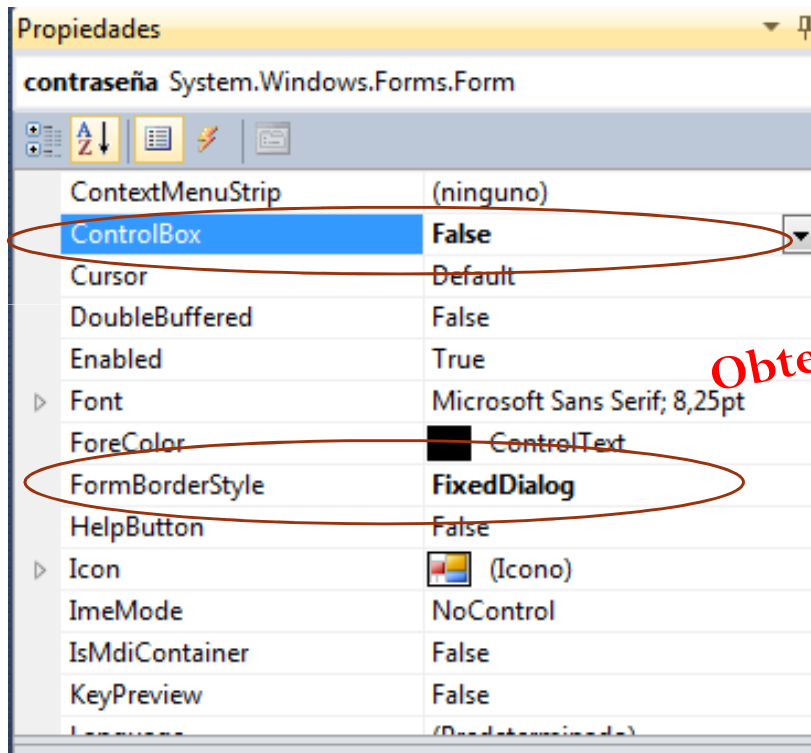 Propiedades
contraseña System.Windows.Forms.Form
ContextMenuStrip (ninguno)
ControlBox False
Cursor Default
DoubleBuffered False
Enabled True
Obte
Font Microsoft Sans Serif; 8,25pt
ForeColor ControlText
FormBorderStyle FixedDialog
HelpButton False
Icon (Icono)
ImeMode NoControl
IsMdiContainer False
KeyPreview False